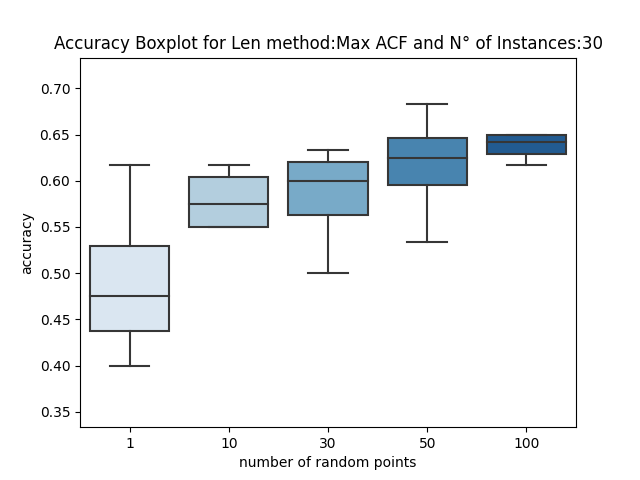 Accuracy Boxplot for Len method:Max ACF and N° of Instances:30
0.70
0.65
0.60
0.55
0.50
0.45
0.40
0.35
accuracy
1 10 30 50 100
number of random points